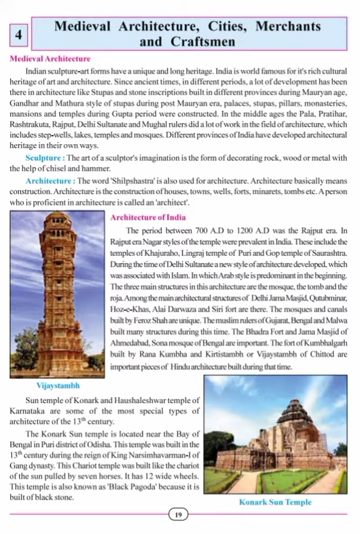 4
Medieval Architecture, Cities, Merchants
and Craftsmen
Medieval Architecture
Indian sculpture-art forms have a unique and long heritage. India is world famous for it's rich cultural
heritage of art and architecture. Since ancient times, in different periods, a lot of development has been
there in architecture like Stupas and stone inscriptions built in different provinces during Mauryan age,
Gandhar and Mathura style of stupas during post Mauryan era, palaces, stupas, pillars, monasteries,
mansions and temples during Gupta period were constructed. In the middle ages the Pala, Pratihar,
Rashtrakuta, Rajput, Delhi Sultanate and Mughal rulers did a lot of work in the field of architecture, which
includes step-wells, lakes, temples and mosques. Different provinces of India have developed architectural
heritage in their own ways.
Sculpture : The art of a sculptor's imagination is the form of decorating rock, wood or metal with
the help of chisel and hammer.
Architecture : The word 'Shilpshastra' is also used for architecture. Architecture basically means
construction. Architecture is the construction of houses, towns, wells, forts, minarets, tombs etc. A person
who is proficient in architecture is called an 'architect'.
Architecture of India
The period between 700 A.D to 1200 A.D was the Rajput era. In
Rajput era Nagar styles of the temple were prevalent in India. These include the
temples of Khajuraho, Lingraj temple of Puri and Gop temple of Saurashtra.
During the time of Delhi Sultanate a new style of architecture developed, which
was associated with Islam. In which Arab style is predominant in the beginning.
The three main structures in this architecture are the mosque, the tomb and the
roja. Among the main architectural structures of Delhi Jama Masjid, Qutubminar,
Hoz-e-Khas, Alai Darwaza and Siri fort are there. The mosques and canals
built by Feroz Shah are unique. The muslim rulers of Gujarat, Bengal and Malwa
built many structures during this time. The Bhadra Fort and Jama Masjid of
Ahmedabad, Sona mosque of Bengal are important. The fort of Kumbhalgarh
built by Rana Kumbha and Kirtistambh or Vijaystambh of Chittod are
important pieces of Hindu architecture built during that time.
Vijaystambh
Sun temple of Konark and Haushaleshwar temple of
Karnataka are some of the most special types of
architecture of the 13th century.
The Konark Sun temple is located near the Bay of
Bengal in Puri district of Odisha. This temple was built in the
13th century during the reign of King Narsimhavarman-I of
Gang dynasty. This Chariot temple was built like the chariot
of the sun pulled by seven horses. It has 12 wide wheels.
This temple is also known as 'Black Pagoda' because it is
built of black stone.
Konark Sun Temple
19